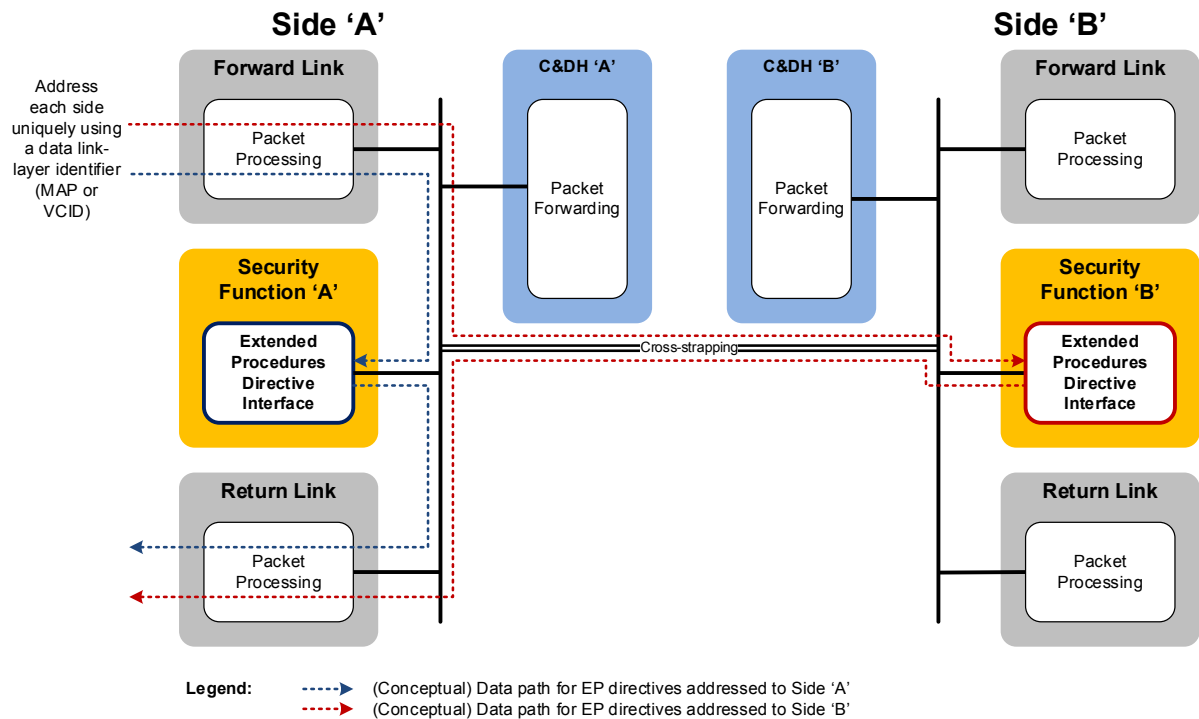 Side ‘A’
Side ‘B’
Address
each side
uniquely using
a data link-
layer identifier
(MAP or
VCID)
Forward Link
Packet
Processing
C&DH ‘A’
Packet
Forwarding
C&DH ‘B’
Packet
Forwarding
Forward Link
Packet
Processing
Security
Function ‘A’
Extended
Procedures
Directive
Interface
Cross-strapping
Security
Function ‘B’
Extended
Procedures
Directive
Interface
Return Link
Packet
Processing
Return Link
Packet
Processing
Legend:
(Conceptual) Data path for EP directives addressed to Side ‘A’
(Conceptual) Data path for EP directives addressed to Side ‘B’